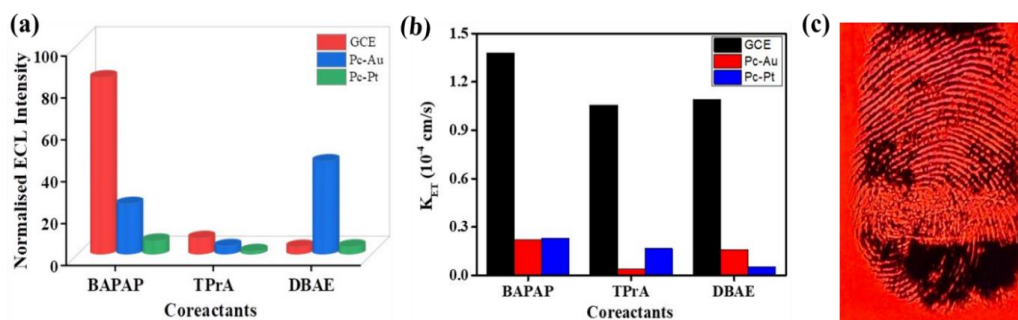 (a)
Normalised ECL Intensity
100
80
60
40
20
0
GCE
Pc-Au
Pc-Pt
BAPAP TPrA DBAE
Coreactants
(b)
K_ET (10^-4 cm/s)
1.5
1.2
0.9
0.6
0.3
0.0
GCE
Pc-Au
Pc-Pt
BAPAP TPrA DBAE
Coreactants
(c)